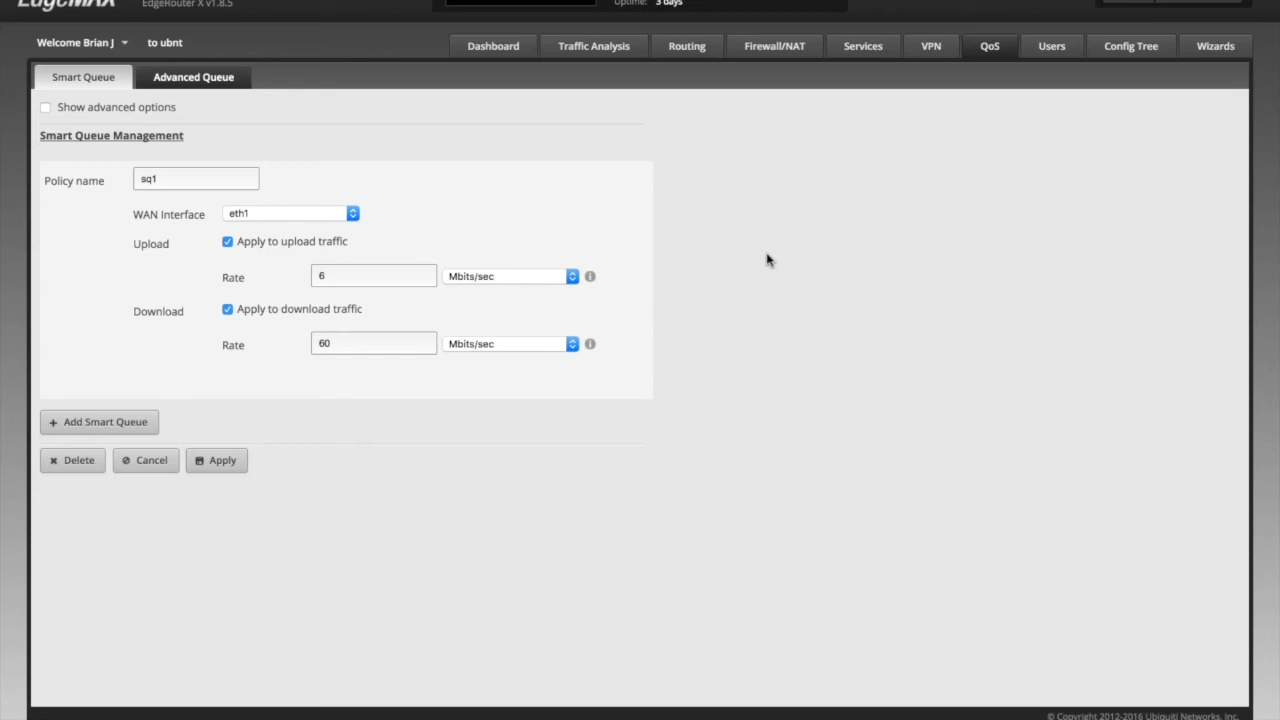 EdgeMAX EdgeRouter X v1.8.5 Uptime: 3 days
Welcome Brian J to ubnt Dashboard Traffic Analysis Routing Firewall/NAT Services VPN QoS Users Config Tree Wizards
Smart Queue Advanced Queue
Show advanced options
Smart Queue Management
Policy name sq1
WAN Interface eth1
Upload Apply to upload traffic
Rate 6 Mbits/sec
Download Apply to download traffic
Rate 60 Mbits/sec
+ Add Smart Queue
Delete Cancel Apply
© Copyright 2012-2016 Ubiquiti Networks, Inc.